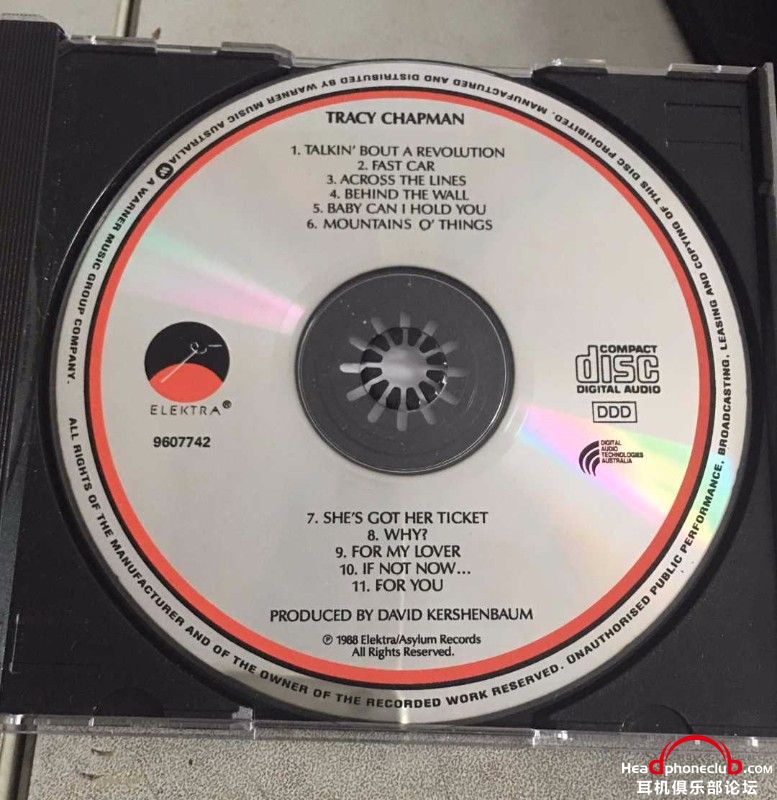 TRACY CHAPMAN
1. TALKIN' BOUT A REVOLUTION
2. FAST CAR
3. ACROSS THE LINES
4. BEHIND THE WALL
5. BABY CAN I HOLD YOU
6. MOUNTAINS O' THINGS
ELEKTRA®
9607742
COMPACT
disc
DIGITAL AUDIO
DDD
DIGITAL
AUDIO
TECHNOLOGIES
AUSTRALIA
7. SHE'S GOT HER TICKET
8. WHY?
9. FOR MY LOVER
10. IF NOT NOW...
11. FOR YOU
PRODUCED BY DAVID KERSHENBAUM
℗ 1988 Elektra/Asylum Records
All Rights Reserved.
ALL RIGHTS OF THE MANUFACTURER AND OF THE OWNER OF THE RECORDED WORK RESERVED. UNAUTHORISED PUBLIC PERFORMANCE, BROADCASTING, LEASING AND COPYING OF THIS DISC PROHIBITED. MANUFACTURED AND DISTRIBUTED BY WARNER MUSIC AUSTRALIA A WARNER MUSIC GROUP COMPANY.
HeadphoneclubD.COM
耳机俱乐部论坛